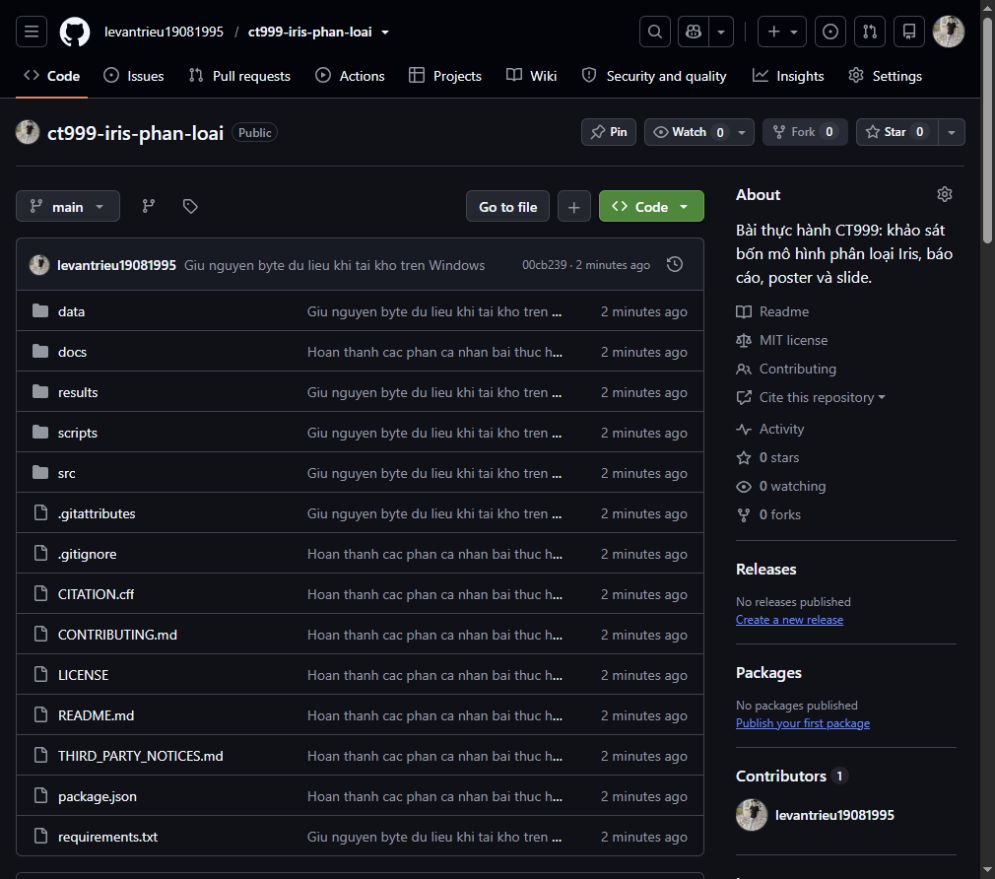 levantrieu19081995 / ct999-iris-phan-loai
Code Issues Pull requests Actions Projects Wiki Security and quality Insights Settings
ct999-iris-phan-loai Public
Pin Watch 0 Fork 0 Star 0
main Go to file Code
levantrieu19081995 Giu nguyen byte du lieu khi tai kho tren Windows 00cb239 · 2 minutes ago
data Giu nguyen byte du lieu khi tai kho tren ... 2 minutes ago
docs Hoan thanh cac phan ca nhan bai thuc h... 2 minutes ago
results Giu nguyen byte du lieu khi tai kho tren ... 2 minutes ago
scripts Giu nguyen byte du lieu khi tai kho tren ... 2 minutes ago
src Giu nguyen byte du lieu khi tai kho tren ... 2 minutes ago
.gitattributes Giu nguyen byte du lieu khi tai kho tren ... 2 minutes ago
.gitignore Hoan thanh cac phan ca nhan bai thuc h... 2 minutes ago
CITATION.cff Hoan thanh cac phan ca nhan bai thuc h... 2 minutes ago
CONTRIBUTING.md Hoan thanh cac phan ca nhan bai thuc h... 2 minutes ago
LICENSE Hoan thanh cac phan ca nhan bai thuc h... 2 minutes ago
README.md Hoan thanh cac phan ca nhan bai thuc h... 2 minutes ago
THIRD_PARTY_NOTICES.md Hoan thanh cac phan ca nhan bai thuc h... 2 minutes ago
package.json Hoan thanh cac phan ca nhan bai thuc h... 2 minutes ago
requirements.txt Giu nguyen byte du lieu khi tai kho tren ... 2 minutes ago
About
Bài thực hành CT999: khảo sát
bốn mô hình phân loại Iris, báo
cáo, poster và slide.
Readme
MIT license
Contributing
Cite this repository
Activity
0 stars
0 watching
0 forks
Releases
No releases published
Create a new release
Packages
No packages published
Publish your first package
Contributors 1
levantrieu19081995